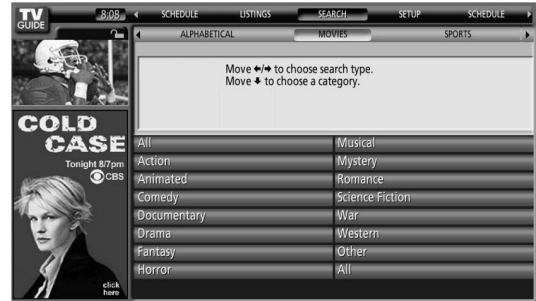 TV GUIDE
8:08
SCHEDULE LISTINGS SEARCH SETUP SCHEDULE
ALPHABETICAL MOVIES SPORTS
Move ←/→ to choose search type.
Move ↓ to choose a category.
COLD CASE
Tonight 8/7pm
CBS
click here
All Musical
Action Mystery
Animated Romance
Comedy Science Fiction
Documentary War
Drama Western
Fantasy Other
Horror All